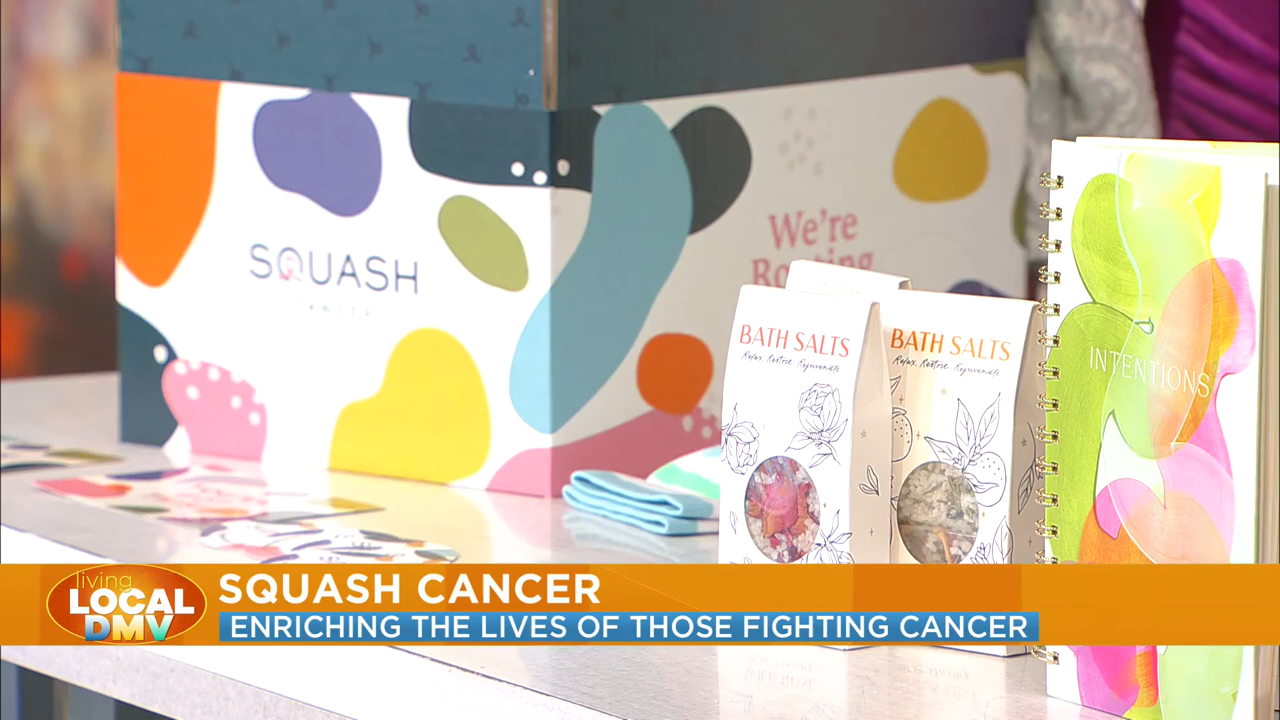 SQUASH
We're
Rooting
BATH SALTS
Relax. Restore. Rejuvenate
BATH SALTS
Relax. Restore. Rejuvenate
INTENTIONS
living
LOCAL
DMV
SQUASH CANCER
ENRICHING THE LIVES OF THOSE FIGHTING CANCER